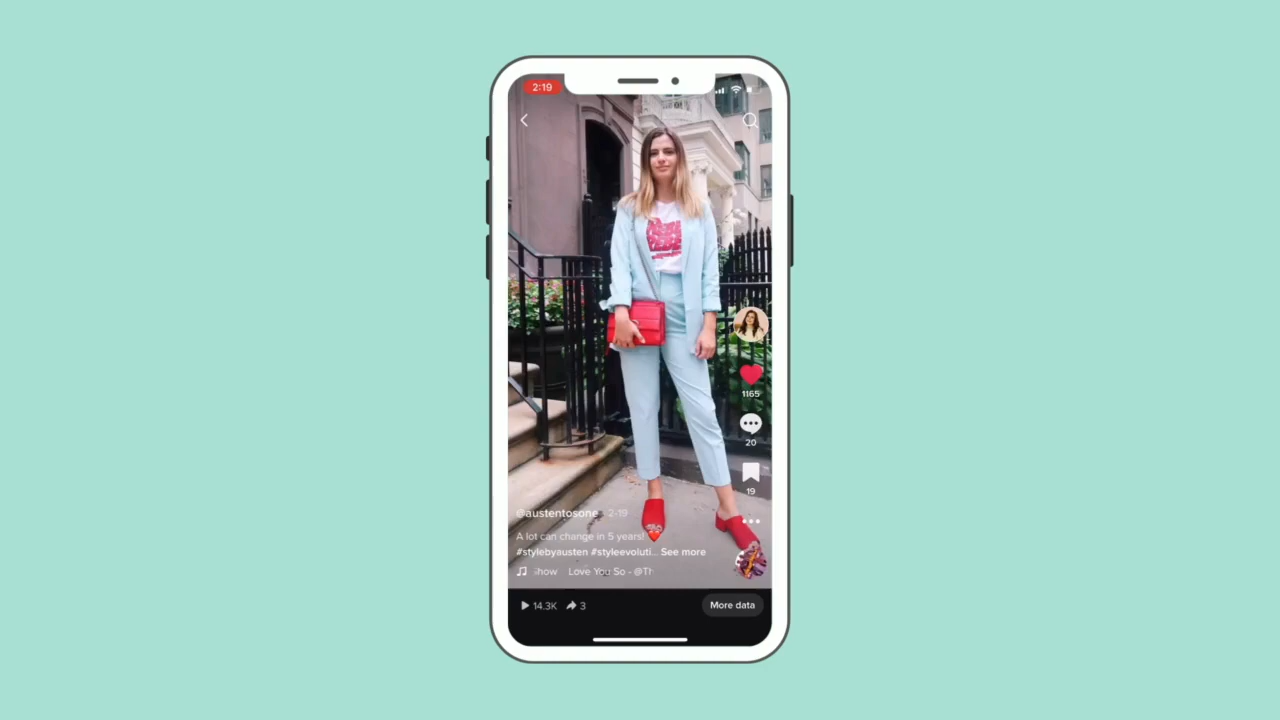 2:19
1165
20
19
@austentosone · 2-19
A lot can change in 5 years!
#stylebyausten #styleevoluti... See more
Show Love You So - @Th
14.3K 3
More data